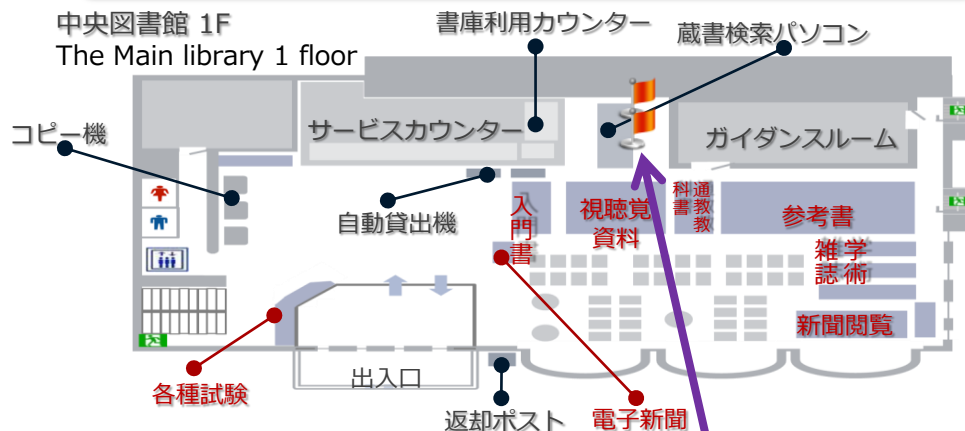 中央図書館 1F
The Main library 1 floor
書庫利用カウンター
蔵書検索パソコン
コピー機
サービスカウンター
ガイダンスルーム
自動貸出機
入門書
視聴覚
資料
通教教
科書
参考書
学術
雑誌
新聞閲覧
各種試験
出入口
返却ポスト
電子新聞